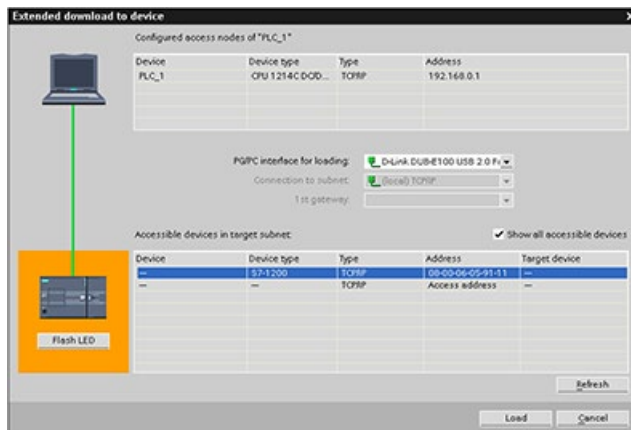 Extended download to device
Configured access nodes of "PLC_1"
Device Device type Type Address
PLC_1 CPU 1214C DC/D... TCP/IP 192.168.0.1
PG/PC interface for loading: D-Link DUB-E100 USB 2.0 Fa
Connection to subnet: (local) TCP/IP
1st gateway:
Accessible devices in target subnet: Show all accessible devices
Device Device type Type Address Target device
— S7-1200 TCP/IP 08-00-06-05-91-11 —
— — TCP/IP Access address —
Flash LED
Refresh
Load Cancel